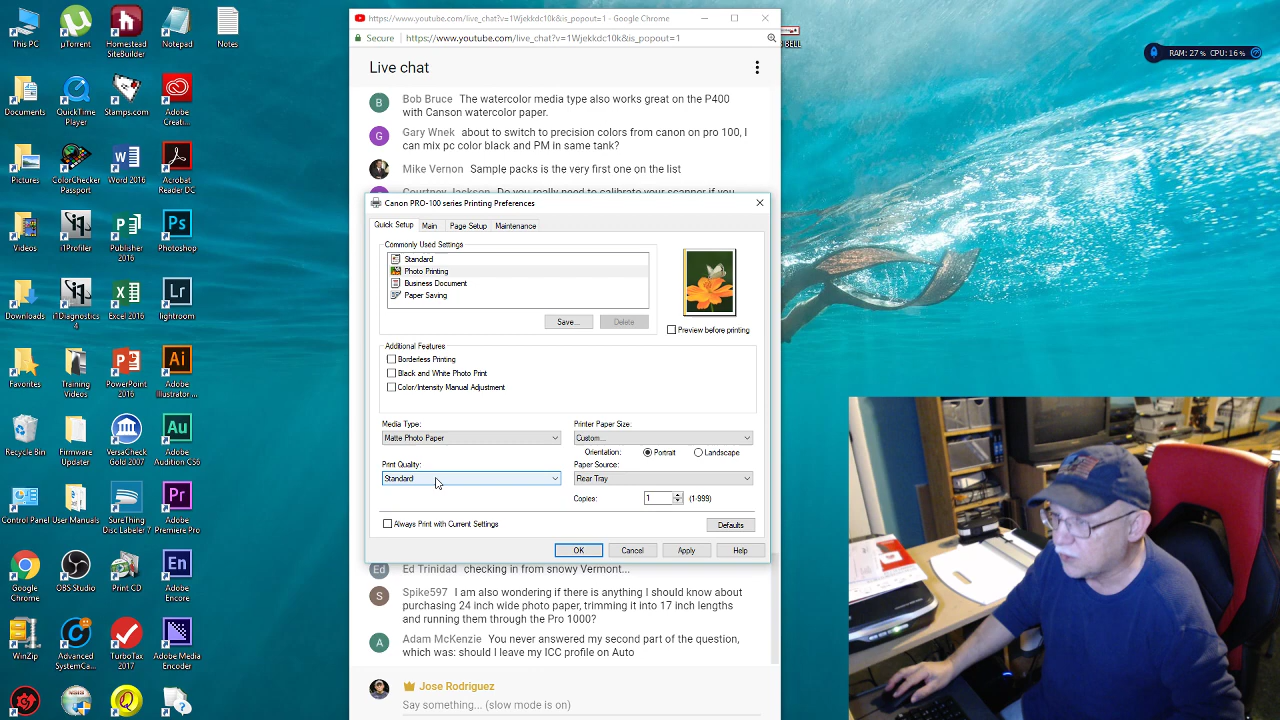 This PC
µTorrent
Homestead
SiteBuilder
Notepad
Notes
Documents
QuickTime
Player
Stamps.com
Adobe
Creati...
Pictures
ColorChecker
Passport
Word 2016
Acrobat
Reader DC
Videos
i1Profiler
Publisher
2016
Photoshop
Downloads
i1Diagnostics
4
Excel 2016
lightroom
Favorites
Training
Videos
PowerPoint
2016
Adobe
Illustrator ...
Recycle Bin
Firmware
Updater
VersaCheck
Gold 2007
Adobe
Audition CS6
Control Panel
User Manuals
SureThing
Disc Labeler 7
Adobe
Premiere Pro
Google
Chrome
OBS Studio
Print CD
Adobe
Encore
WinZip
Advanced
SystemCa...
TurboTax
2017
Adobe Media
Encoder
https://www.youtube.com/live_chat?v=1Wjekkdc10k&is_popout=1 - Google Chrome
Secure
https://www.youtube.com/live_chat?v=1Wjekkdc10k&is_popout=1
BELL
RAM: 27% CPU: 16%
Live chat
B
Bob Bruce The watercolor media type also works great on the P400
with Canson watercolor paper.
G
Gary Wnek about to switch to precision colors from canon on pro 100, I
can mix pc color black and PM in same tank?
Mike Vernon Sample packs is the very first one on the list
Courtney Jackson Do you really need to calibrate your scanner if you
Canon PRO-100 series Printing Preferences
Quick Setup Main Page Setup Maintenance
Commonly Used Settings
Standard
Photo Printing
Business Document
Paper Saving
Save... Delete
Preview before printing
Additional Features
Borderless Printing
Black and White Photo Print
Color/Intensity Manual Adjustment
Media Type:
Matte Photo Paper
Printer Paper Size:
Custom...
Orientation: Portrait Landscape
Print Quality:
Standard
Paper Source:
Rear Tray
Copies: 1 (1-999)
Always Print with Current Settings
Defaults
OK Cancel Apply Help
Ed
Ed Trinidad checking in from snowy Vermont...
S
Spike597 I am also wondering if there is anything I should know about
purchasing 24 inch wide photo paper, trimming it into 17 inch lengths
and running them through the Pro 1000?
A
Adam McKenzie You never answered my second part of the question,
which was: should I leave my ICC profile on Auto
Jose Rodriguez
Say something... (slow mode is on)